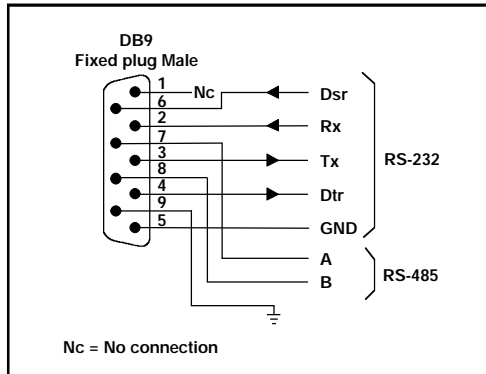 DB9
Fixed plug Male
1
Nc
6
Dsr
2
Rx
7
3
Tx
RS-232
8
4
Dtr
9
5
GND
A
RS-485
B
Nc = No connection